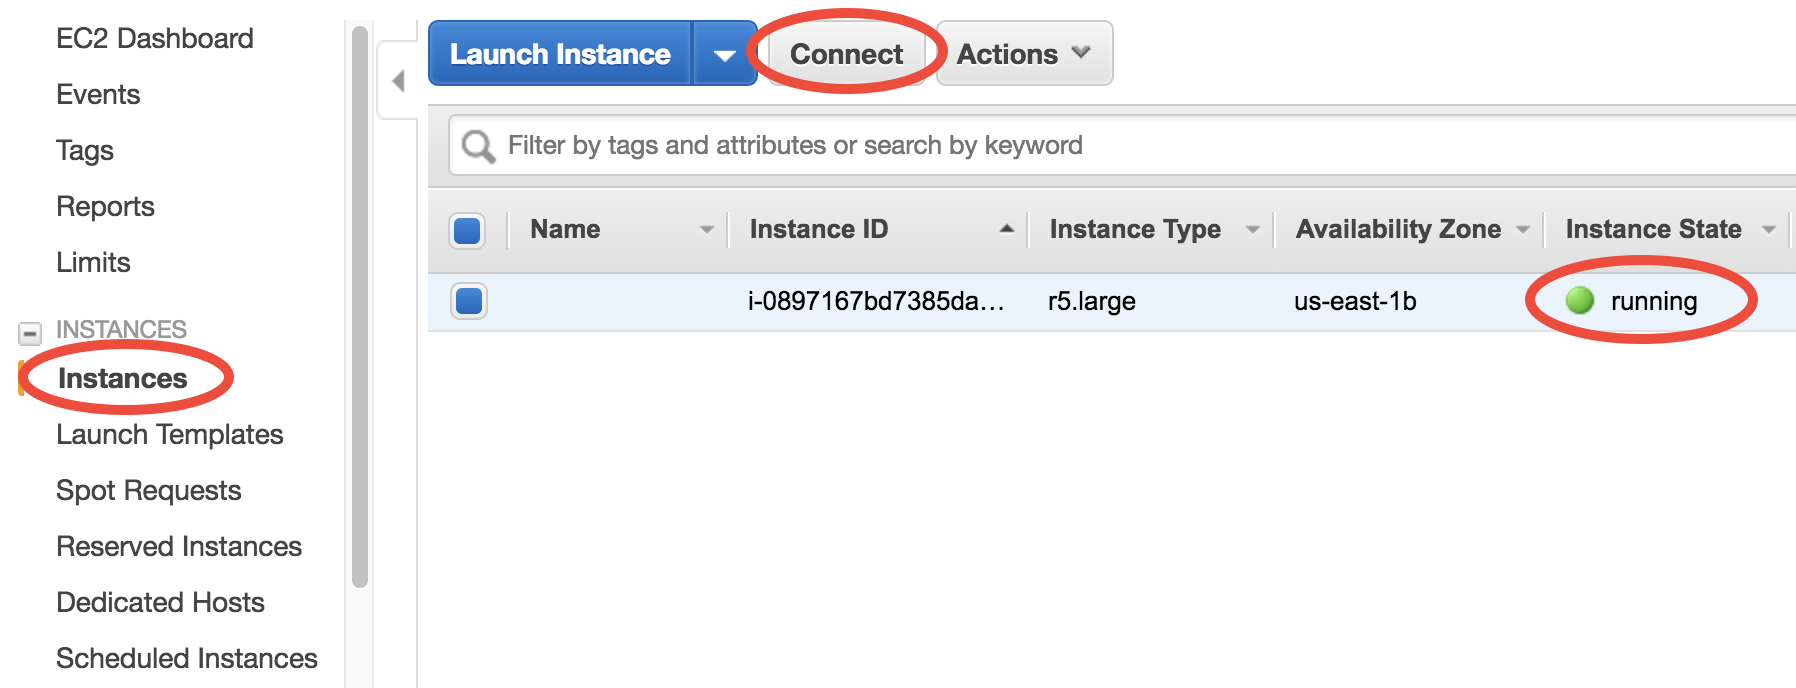 EC2 Dashboard
Events
Tags
Reports
Limits
INSTANCES
Instances
Launch Templates
Spot Requests
Reserved Instances
Dedicated Hosts
Scheduled Instances
Launch Instance Connect Actions
Filter by tags and attributes or search by keyword
Name Instance ID Instance Type Availability Zone Instance State
i-0897167bd7385da… r5.large us-east-1b running